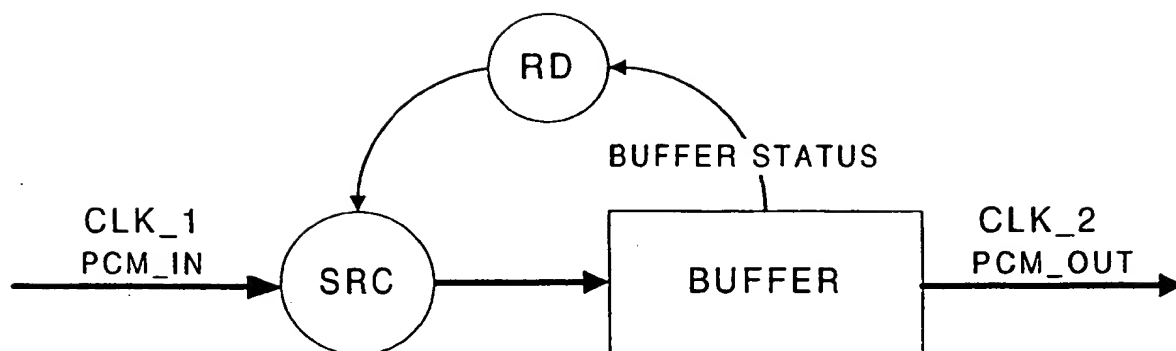 RD
BUFFER STATUS
CLK_1
PCM_IN
SRC
BUFFER
CLK_2
PCM_OUT